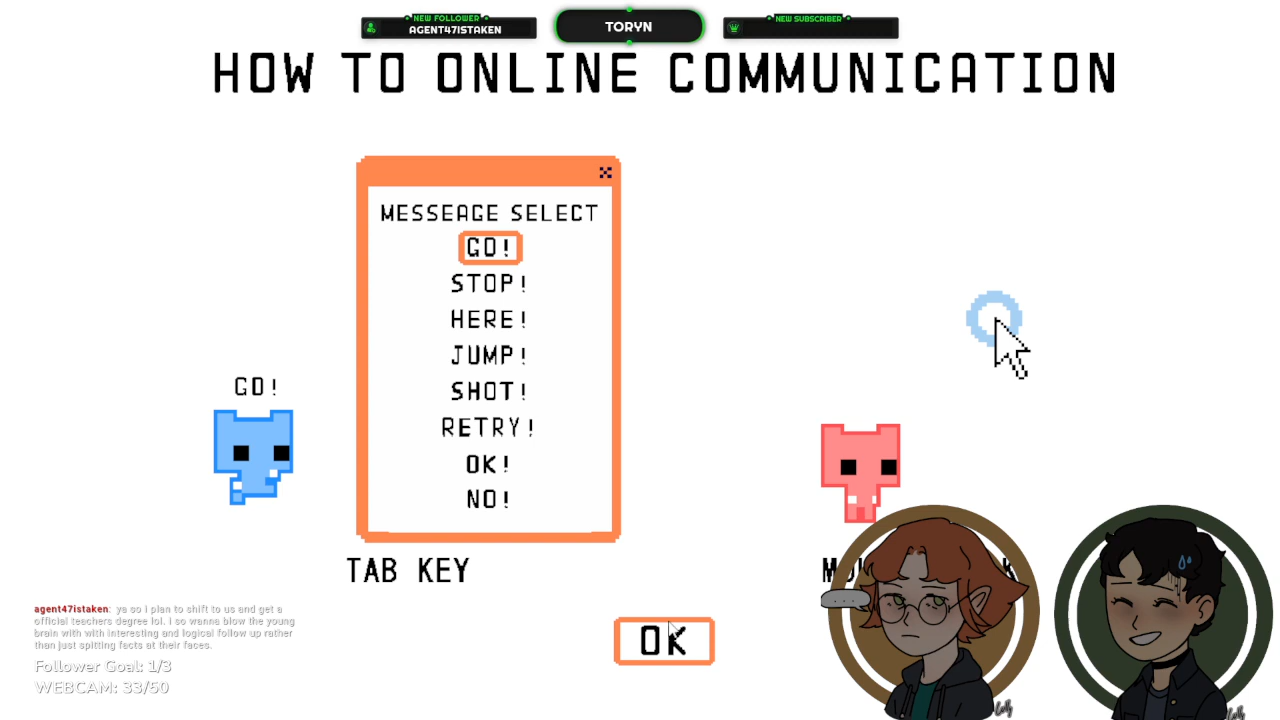 NEW FOLLOWER
AGENT47ISTAKEN
TORYN
NEW SUBSCRIBER
HOW TO ONLINE COMMUNICATION
MESSEAGE SELECT
GO!
STOP!
HERE!
JUMP!
SHOT!
RETRY!
OK!
NO!
GO!
TAB KEY
OK
agent47istaken: ya so i plan to shift to us and get a
official teachers degree lol. i so wanna blow the young
brain with with interesting and logical follow up rather
than just spitting facts at their faces.
Follower Goal: 1/3
WEBCAM: 33/50